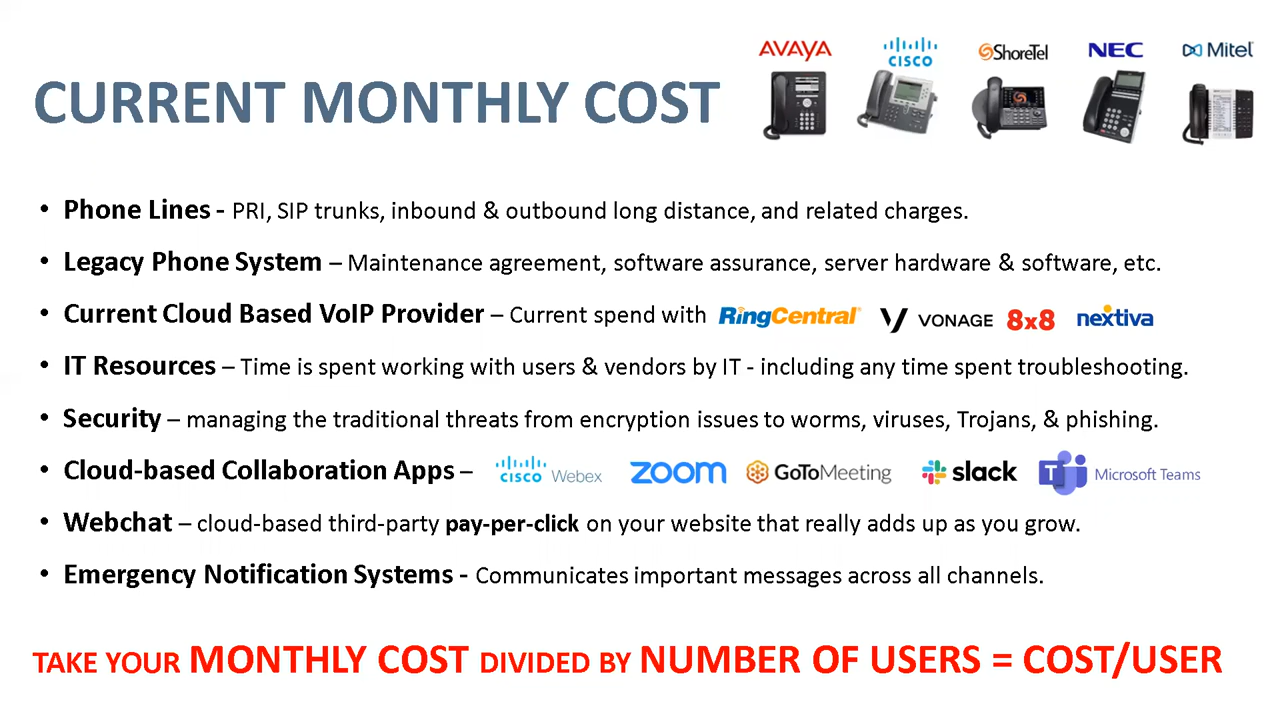 AVAYA CISCO ShoreTel NEC Mitel
CURRENT MONTHLY COST
• Phone Lines - PRI, SIP trunks, inbound & outbound long distance, and related charges.
• Legacy Phone System – Maintenance agreement, software assurance, server hardware & software, etc.
• Current Cloud Based VoIP Provider – Current spend with RingCentral VONAGE 8x8 nextiva
• IT Resources – Time is spent working with users & vendors by IT - including any time spent troubleshooting.
• Security – managing the traditional threats from encryption issues to worms, viruses, Trojans, & phishing.
• Cloud-based Collaboration Apps – CISCO Webex zoom GoToMeeting slack T Microsoft Teams
• Webchat – cloud-based third-party pay-per-click on your website that really adds up as you grow.
• Emergency Notification Systems - Communicates important messages across all channels.
TAKE YOUR MONTHLY COST DIVIDED BY NUMBER OF USERS = COST/USER